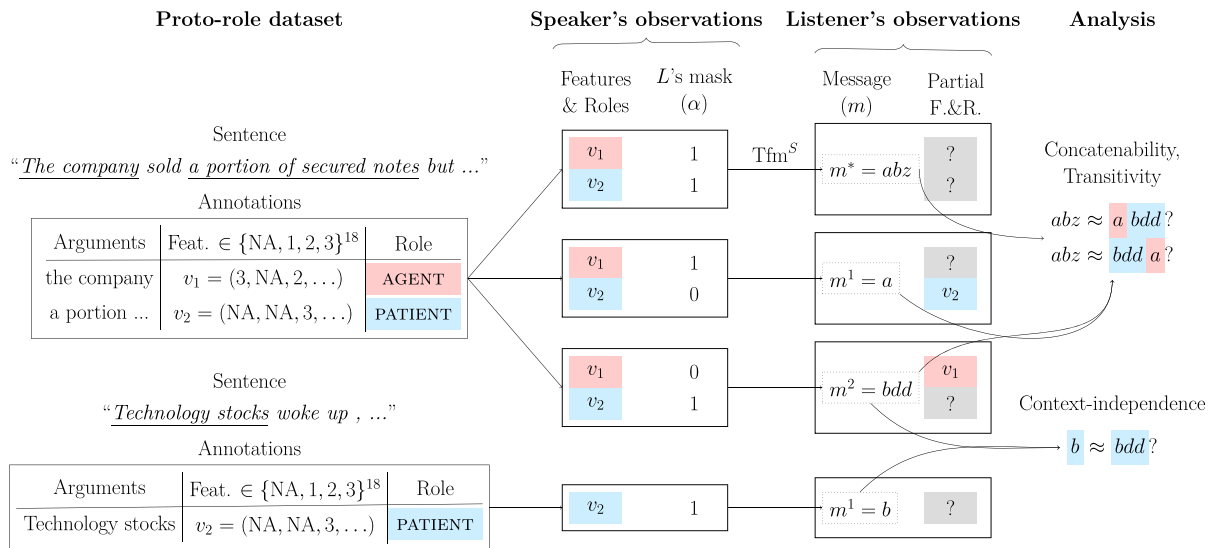 Proto-role dataset
Speaker's observations
Listener's observations
Analysis
Features
& Roles
L's mask
(α)
Message
(m)
Partial
F.&R.
Sentence
“The company sold a portion of secured notes but ...”
Annotations
Arguments Feat. ∈ {NA, 1, 2, 3}¹⁸ Role
the company v₁ = (3, NA, 2, …) AGENT
a portion ... v₂ = (NA, NA, 3, …) PATIENT
Sentence
“Technology stocks woke up , ...”
Annotations
Arguments Feat. ∈ {NA, 1, 2, 3}¹⁸ Role
Technology stocks v₂ = (NA, NA, 3, …) PATIENT
v₁ 1
v₂ 1
v₁ 1
v₂ 0
v₁ 0
v₂ 1
v₂ 1
Tfm^S
m* = abz
?
?
m¹ = a
?
v₂
m² = bdd
v₁
?
m¹ = b
?
Concatenability,
Transitivity
abz ≈ a bdd?
abz ≈ bdd a?
Context-independence
b ≈ bdd?